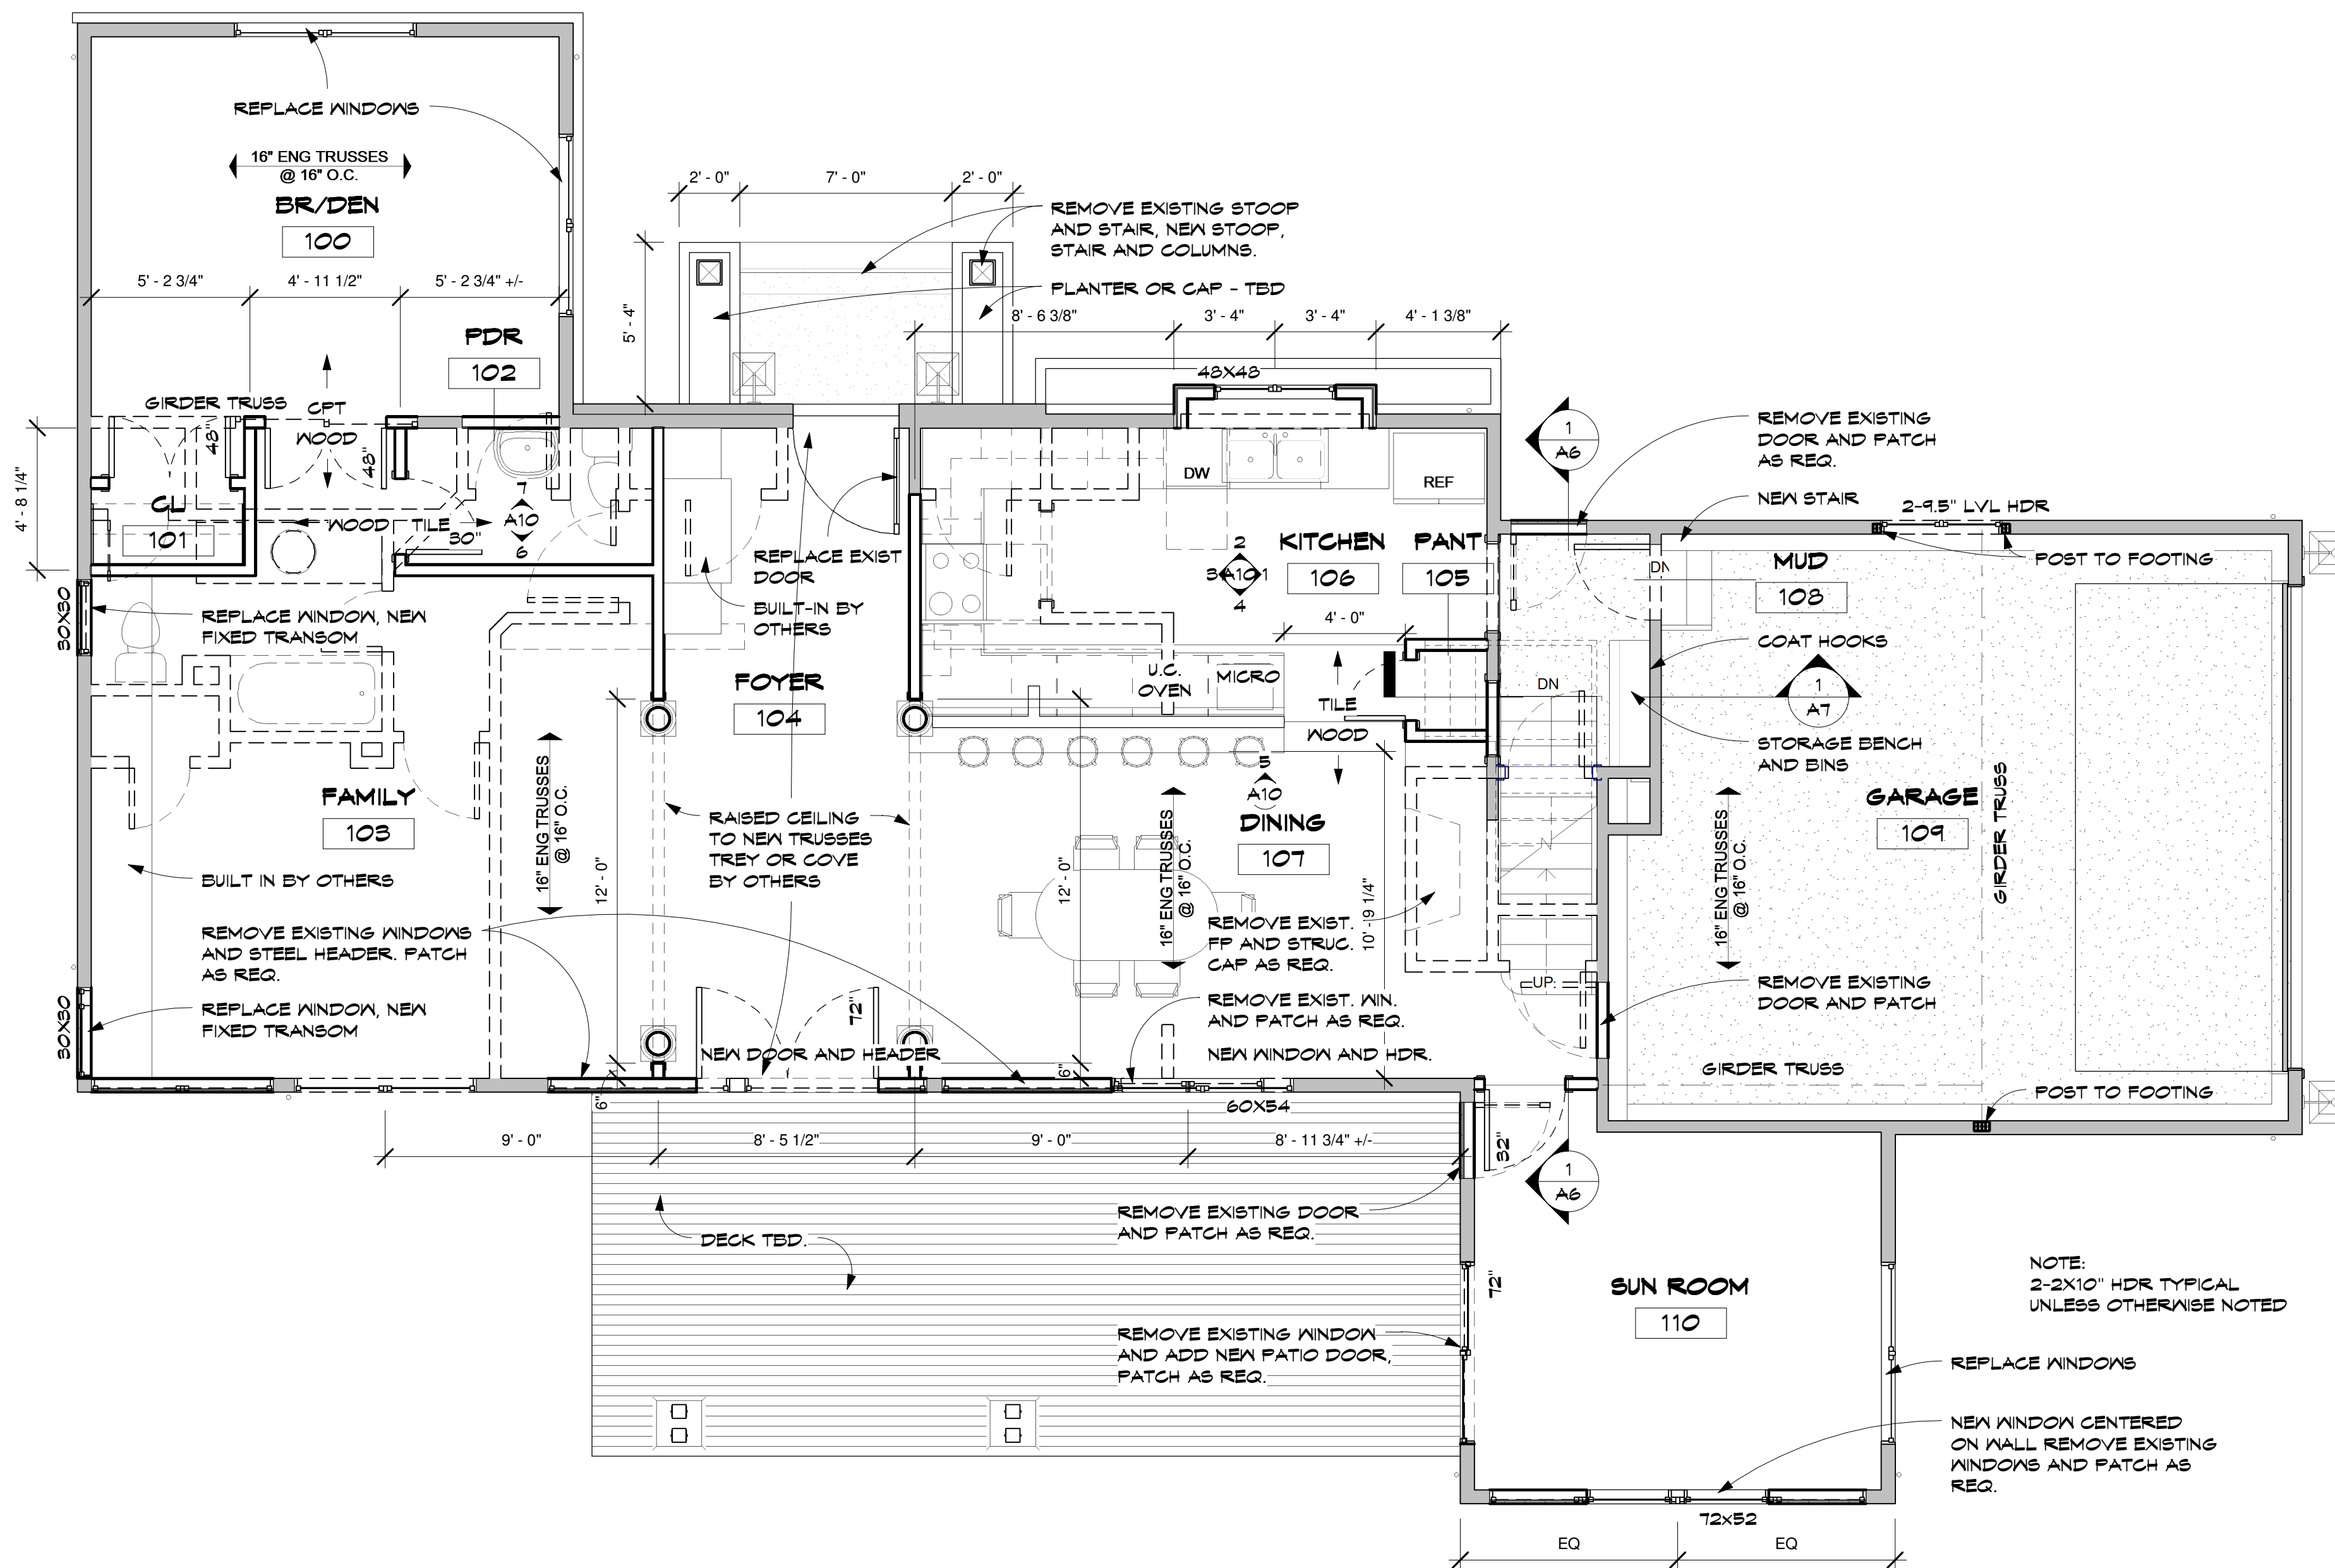 REPLACE WINDOWS
16" ENG TRUSSES
@ 16" O.C.
BR/DEN
100
5' - 2 3/4"
4' - 11 1/2"
5' - 2 3/4" +/-
PDR
102
2' - 0"
7' - 0"
2' - 0"
5' - 4"
REMOVE EXISTING STOOP
AND STAIR, NEW STOOP,
STAIR AND COLUMNS.
PLANTER OR CAP - TBD
8' - 6 3/8"
3' - 4"
3' - 4"
4' - 1 3/8"
48X48
GIRDER TRUSS
CPT
WOOD
48"
48"
4' - 8 1/4"
CL
101
WOOD
TILE
30"
7
A10
6
30X30
REPLACE WINDOW, NEW
FIXED TRANSOM
REPLACE EXIST
DOOR
BUILT-IN BY
OTHERS
DW
REF
2
3 A10 1
4
KITCHEN
106
PANT
105
4' - 0"
1
A6
REMOVE EXISTING
DOOR AND PATCH
AS REQ.
NEW STAIR
2-9.5" LVL HDR
POST TO FOOTING
DN
MUD
108
COAT HOOKS
1
A7
STORAGE BENCH
AND BINS
DN
FOYER
104
U.C.
OVEN
MICRO
TILE
WOOD
FAMILY
103
16" ENG TRUSSES
@ 16" O.C.
12' - 0"
RAISED CEILING
TO NEW TRUSSES
TREY OR COVE
BY OTHERS
12' - 0"
5
A10
DINING
107
16" ENG TRUSSES
@ 16" O.C.
10' - 9 1/4"
GARAGE
109
GIRDER TRUSS
16" ENG TRUSSES
@ 16" O.C.
BUILT IN BY OTHERS
REMOVE EXISTING WINDOWS
AND STEEL HEADER. PATCH
AS REQ.
REPLACE WINDOW, NEW
FIXED TRANSOM
30X30
REMOVE EXIST.
FP AND STRUC.
CAP AS REQ.
REMOVE EXIST. WIN.
AND PATCH AS REQ.
NEW WINDOW AND HDR.
72"
NEW DOOR AND HEADER
UP
REMOVE EXISTING
DOOR AND PATCH
GIRDER TRUSS
POST TO FOOTING
6"
6"
60X54
9' - 0"
8' - 5 1/2"
9' - 0"
8' - 11 3/4" +/-
32"
1
A6
REMOVE EXISTING DOOR
AND PATCH AS REQ.
DECK TBD.
72"
SUN ROOM
110
NOTE:
2-2X10" HDR TYPICAL
UNLESS OTHERWISE NOTED
REMOVE EXISTING WINDOW
AND ADD NEW PATIO DOOR,
PATCH AS REQ.
REPLACE WINDOWS
NEW WINDOW CENTERED
ON WALL REMOVE EXISTING
WINDOWS AND PATCH AS
REQ.
72x52
EQ
EQ